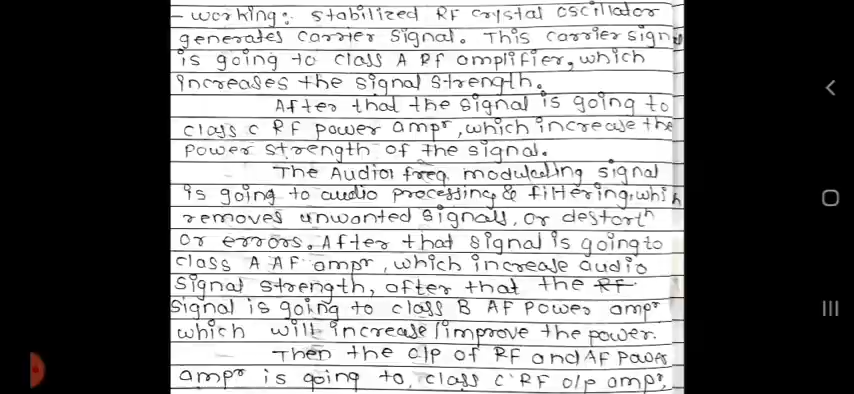 - working: stabilized RF crystal oscillator
generates carrier signal. This carrier sign
is going to class A RF amplifier, which
increases the signal strength.
After that the signal is going to
class C RF power ampr, which increase the
power strength of the signal.
The Audio freq. modulating signal
is going to audio processing & filtering, whi
removes unwanted signals, or destortn
or errors. After that signal is going to
class A AF ampr, which increase audio
signal strength, after that the RF
signal is going to class B AF Power ampr
which will increase/improve the power.
Then the o/p of RF and AF power
ampr is going to, class C RF o/p ampr,